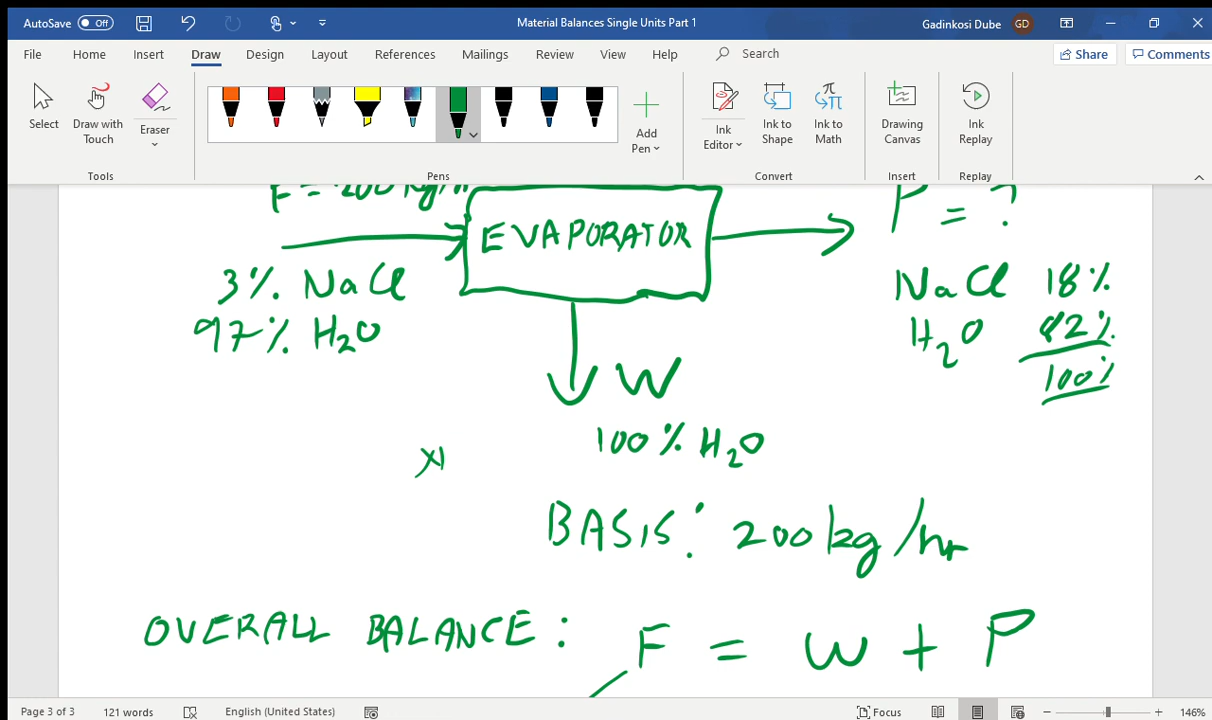 AutoSave Off Material Balances Single Units Part 1 Gadinkosi Dube GD
File Home Insert Draw Design Layout References Mailings Review View Help Search Share Comments
Select Draw with Touch Eraser Add Pen Ink Editor Ink to Shape Ink to Math Drawing Canvas Ink Replay
Tools Pens Convert Insert Replay
F = 200 kg/h
EVAPORATOR
P = ?
3% NaCl
NaCl 18%
97% H2O
H2O 82%
100%
W
100% H2O
BASIS: 200kg/hr
OVERALL BALANCE: F = W + P
Page 3 of 3 121 words English (United States) Focus 146%